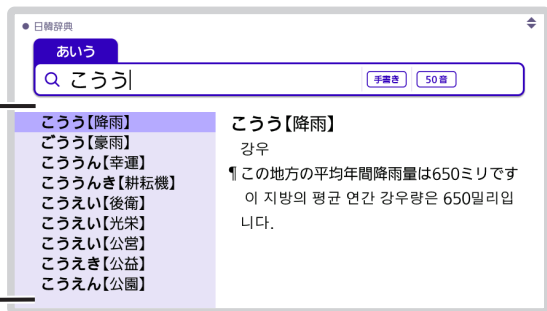 日韓辞典
あいう
こうう
手書き
50音
こうう【降雨】
ごうう【豪雨】
こううん【幸運】
こううんき【耕耘機】
こうえい【後衛】
こうえい【光栄】
こうえい【公営】
こうえき【公益】
こうえん【公園】
こうう【降雨】
강우
¶この地方の平均年間降雨量は650ミリです
이 지방의 평균 연간 강우량은 650밀리입
니다.